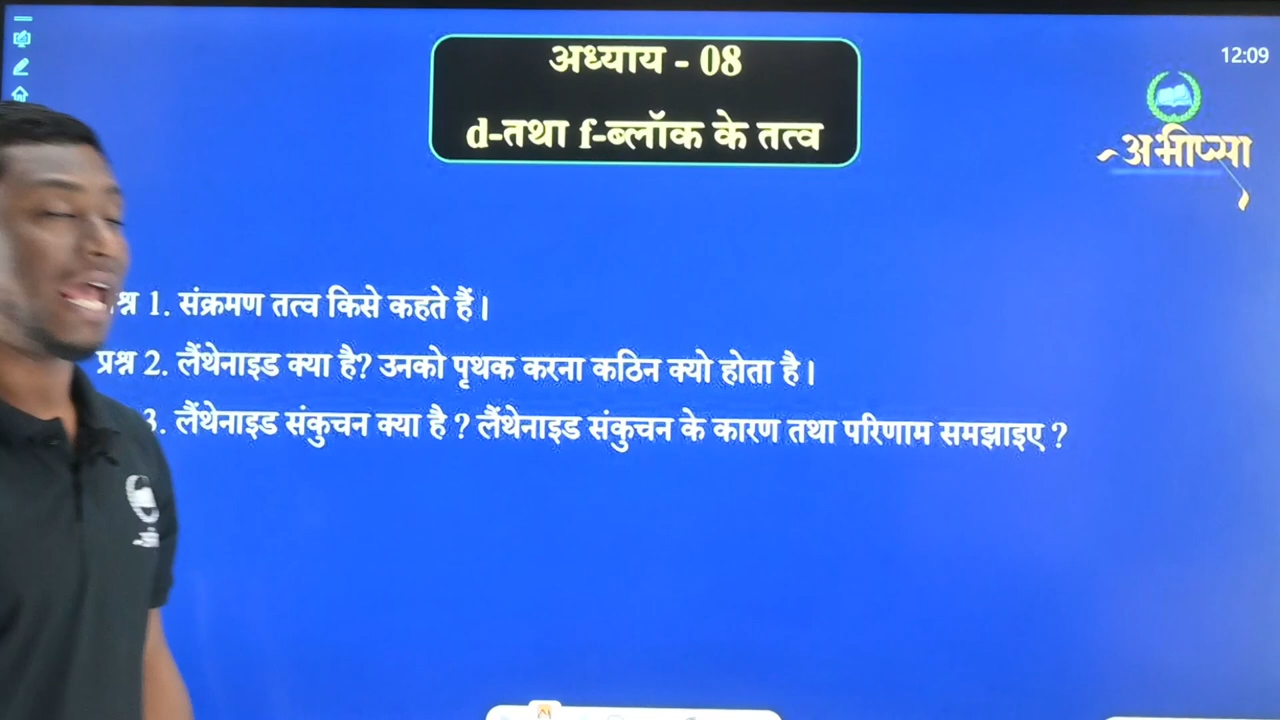 अध्याय - 08
d-तथा f-ब्लॉक के तत्व
12:09
अभीप्सा
श्न 1. संक्रमण तत्व किसे कहते हैं।
प्रश्न 2. लैंथेनाइड क्या है? उनको पृथक करना कठिन क्यो होता है।
3. लैंथेनाइड संकुचन क्या है ? लैंथेनाइड संकुचन के कारण तथा परिणाम समझाइए ?